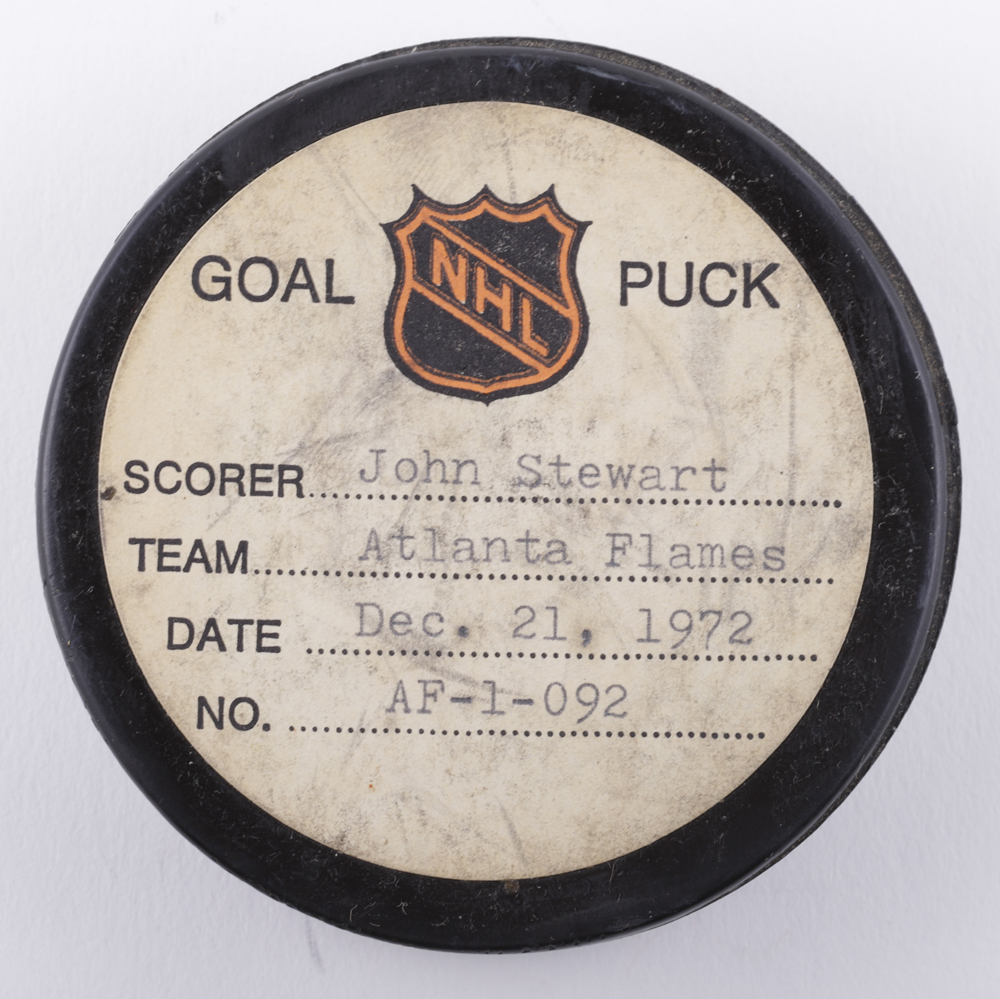 GOAL NHL PUCK
SCORER John Stewart
TEAM Atlanta Flames
DATE Dec. 21, 1972
NO. AF-1-092